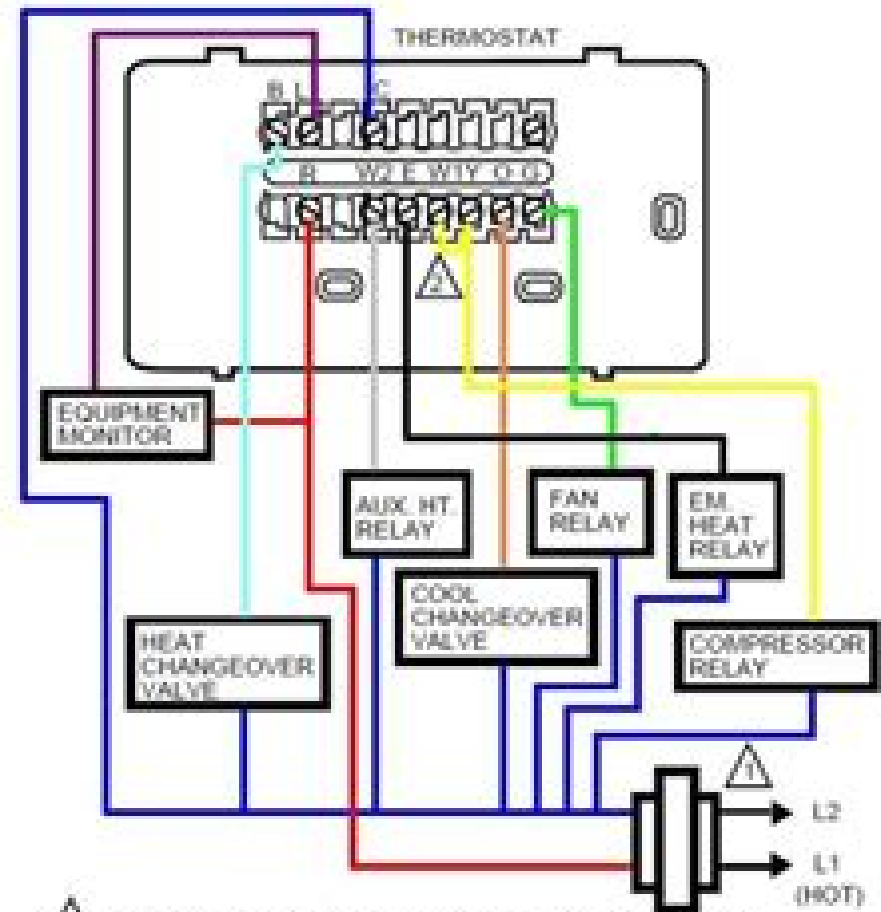 THERMOSTAT
B L C
R W2 E W1 Y O G
2
EQUIPMENT
MONITOR
AUX. HT.
RELAY
FAN
RELAY
EM.
HEAT
RELAY
COOL
CHANGEOVER
VALVE
HEAT
CHANGEOVER
VALVE
COMPRESSOR
RELAY
1
L2
L1
(HOT)